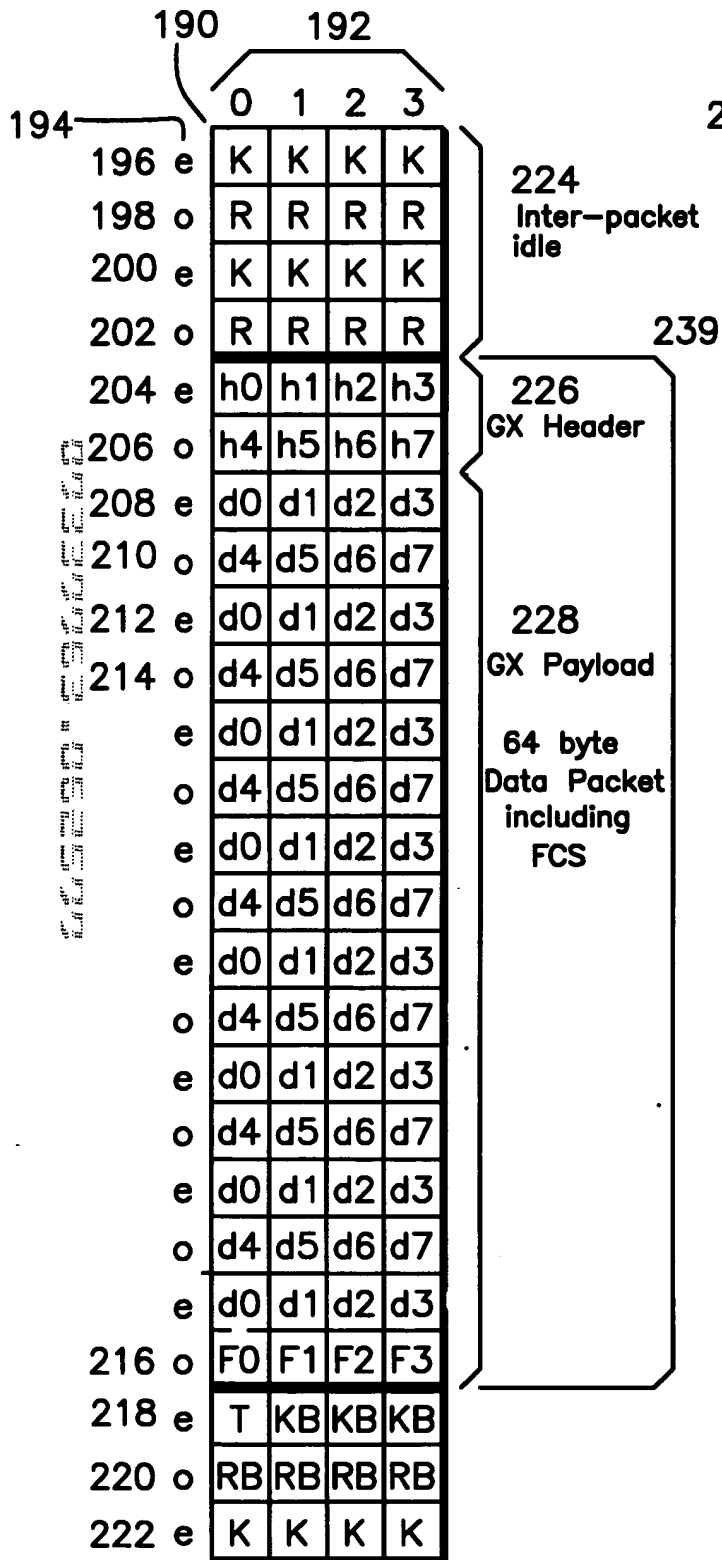 190
192
194
0 1 2 3
2
196 e K K K K
198 o R R R R
200 e K K K K
202 o R R R R
224
Inter-packet
idle
239
204 e h0 h1 h2 h3
206 o h4 h5 h6 h7
226
GX Header
208 e d0 d1 d2 d3
210 o d4 d5 d6 d7
212 e d0 d1 d2 d3
214 o d4 d5 d6 d7
228
GX Payload
e d0 d1 d2 d3
o d4 d5 d6 d7
e d0 d1 d2 d3
o d4 d5 d6 d7
64 byte
Data Packet
including
FCS
e d0 d1 d2 d3
o d4 d5 d6 d7
e d0 d1 d2 d3
o d4 d5 d6 d7
e d0 d1 d2 d3
o d4 d5 d6 d7
e d0 d1 d2 d3
216 o F0 F1 F2 F3
218 e T KB KB KB
220 o RB RB RB RB
222 e K K K K